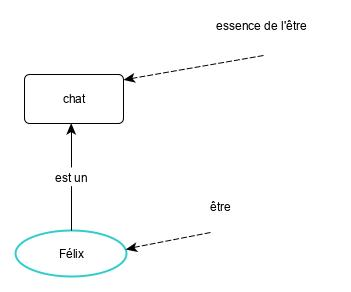 essence de l'être
chat
est un
être
Félix